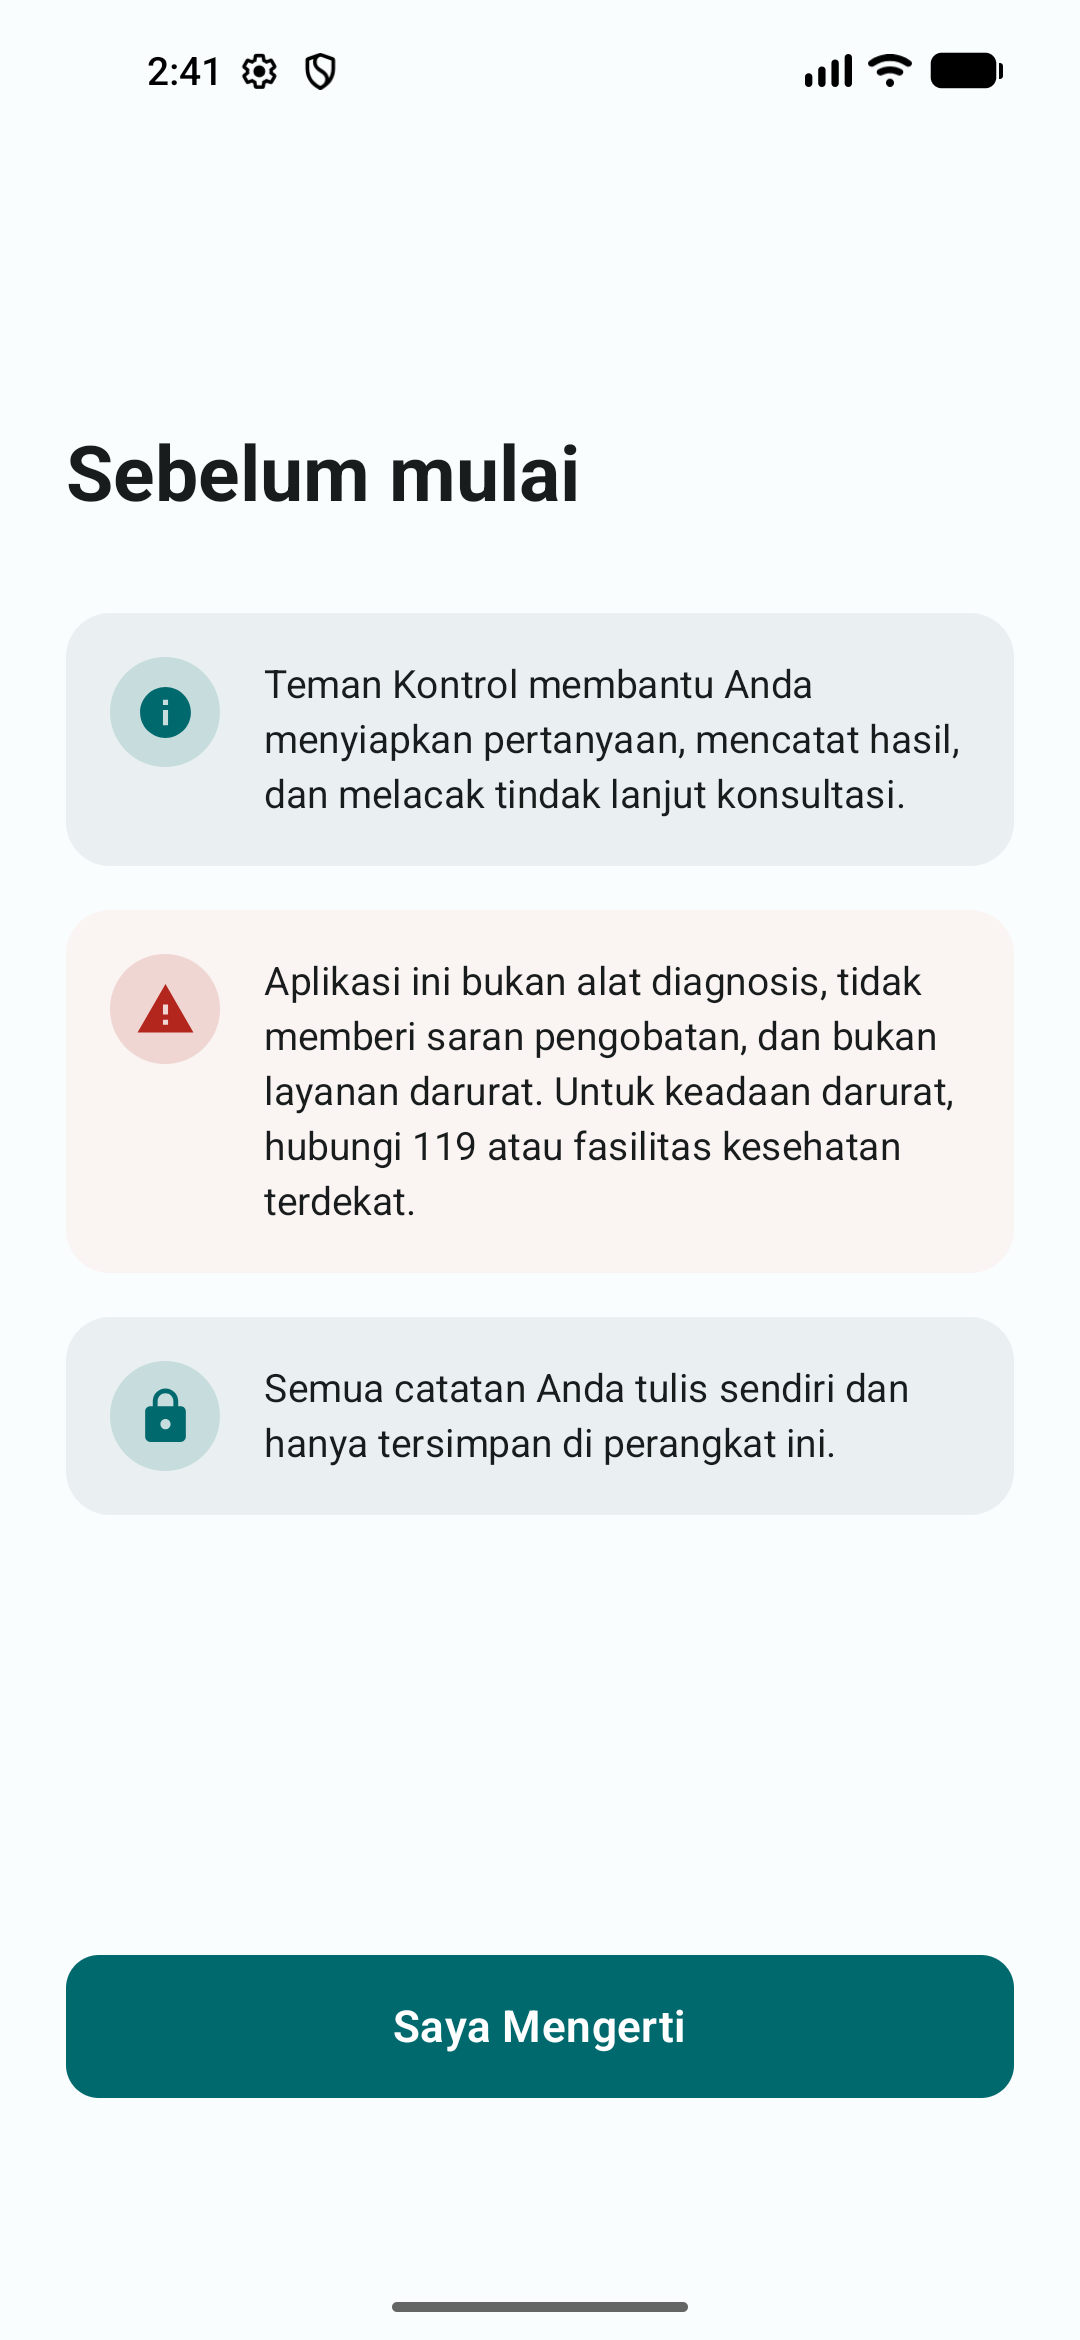 2:41
Sebelum mulai
Teman Kontrol membantu Anda
menyiapkan pertanyaan, mencatat hasil,
dan melacak tindak lanjut konsultasi.
Aplikasi ini bukan alat diagnosis, tidak
memberi saran pengobatan, dan bukan
layanan darurat. Untuk keadaan darurat,
hubungi 119 atau fasilitas kesehatan
terdekat.
Semua catatan Anda tulis sendiri dan
hanya tersimpan di perangkat ini.
Saya Mengerti